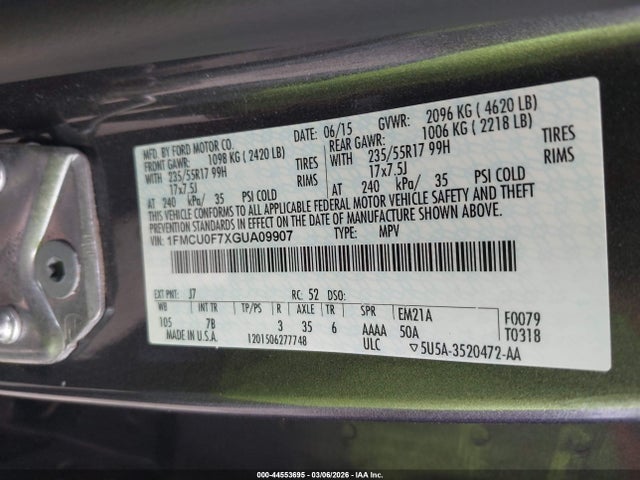 MFD. BY FORD MOTOR CO. DATE: 06/15 GVWR: 2096 KG ( 4620 LB)
FRONT GAWR: 1098 KG ( 2420 LB) REAR GAWR: 1006 KG ( 2218 LB)
WITH 235/55R17 99H TIRES WITH 235/55R17 99H TIRES
17x7.5J RIMS 17x7.5J RIMS
AT 240 kPa/ 35 PSI COLD AT 240 kPa/ 35 PSI COLD
THIS VEHICLE CONFORMS TO ALL APPLICABLE FEDERAL MOTOR VEHICLE SAFETY AND THEFT
PREVENTION STANDARDS IN EFFECT ON THE DATE OF MANUFACTURE SHOWN ABOVE.
VIN: 1FMCU0F7XGUA09907 TYPE: MPV
EXT PNT: J7 RC: 52 DSO:
WB INT TR TP/PS R AXLE TR SPR EM21A F0079
105 7B 3 35 6 AAAA 50A T0318
MADE IN U.S.A. 1201506277748 ULC ▽5U5A-3520472-AA
000-44553695 - 03/06/2026 - IAA Inc.